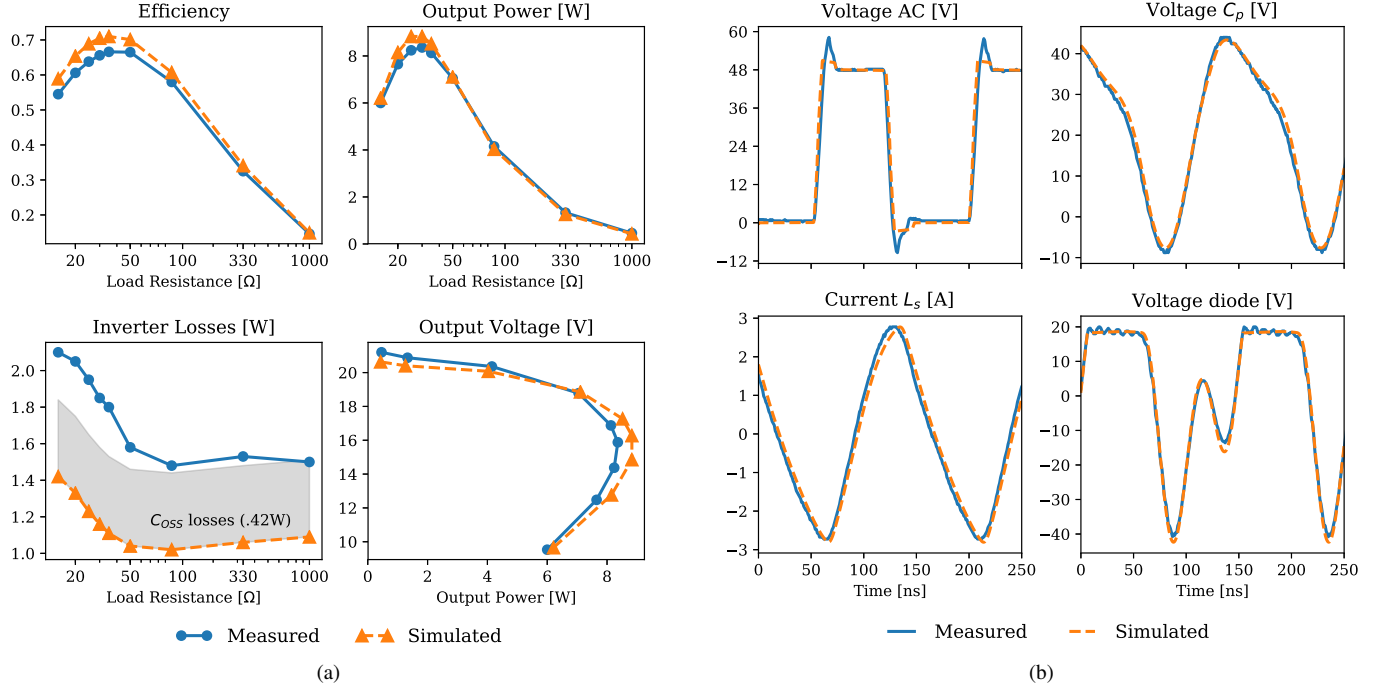 Efficiency
0.7
0.6
0.5
0.4
0.3
0.2
20 50 100 330 1000
Load Resistance [Ω]
Output Power [W]
8
6
4
2
0
20 50 100 330 1000
Load Resistance [Ω]
Inverter Losses [W]
2.0
1.8
1.6
1.4
1.2
1.0
C_OSS losses (.42W)
20 50 100 330 1000
Load Resistance [Ω]
Output Voltage [V]
20
18
16
14
12
10
0 2 4 6 8
Output Power [W]
Measured Simulated
(a)
Voltage AC [V]
60
48
36
24
12
0
−12
Voltage C_p [V]
40
30
20
10
0
−10
Current L_s [A]
3
2
1
0
−1
−2
−3
0 50 100 150 200 250
Time [ns]
Voltage diode [V]
20
10
0
−10
−20
−30
−40
0 50 100 150 200 250
Time [ns]
Measured Simulated
(b)